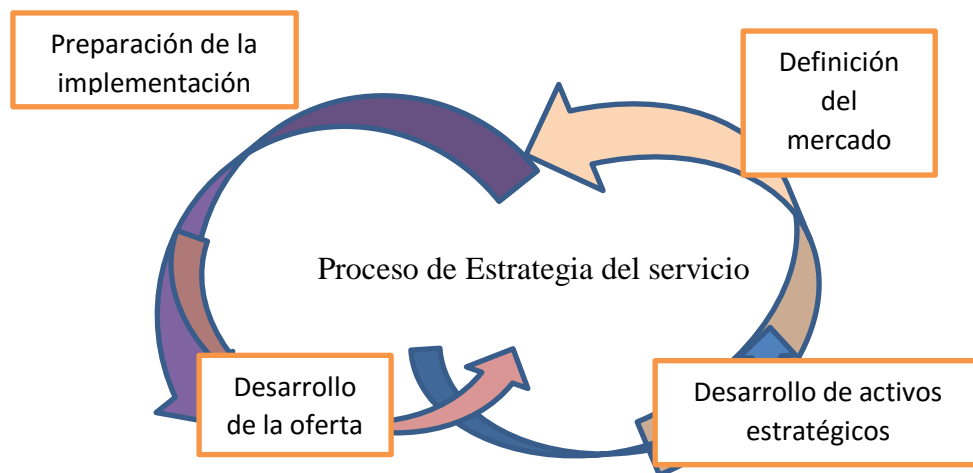 Preparación de la
implementación
Definición
del
mercado
Proceso de Estrategia del servicio
Desarrollo
de la oferta
Desarrollo de activos
estratégicos